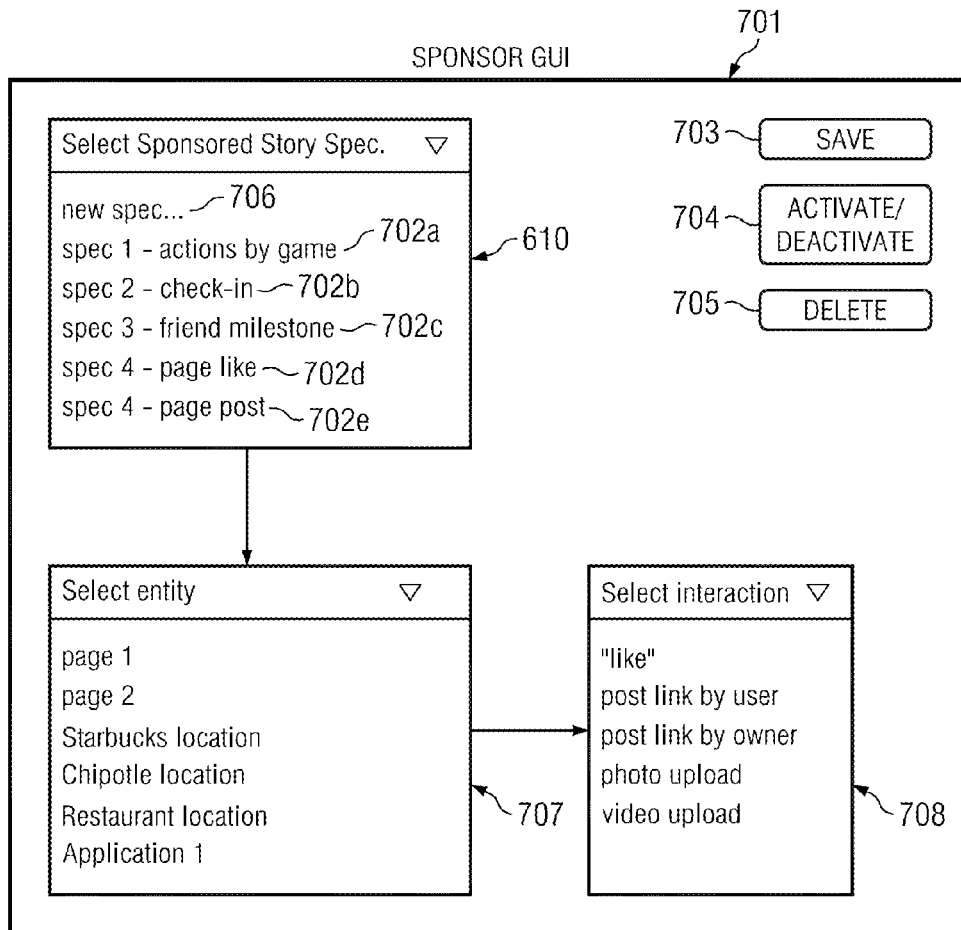 701
SPONSOR GUI
Select Sponsored Story Spec. ▽
new spec... 706
spec 1 - actions by game 702a
spec 2 - check-in 702b
spec 3 - friend milestone 702c
spec 4 - page like 702d
spec 4 - page post 702e
610
703 SAVE
704 ACTIVATE/
DEACTIVATE
705 DELETE
Select entity ▽
page 1
page 2
Starbucks location
Chipotle location
Restaurant location
Application 1
707
Select interaction ▽
"like"
post link by user
post link by owner
photo upload
video upload
708